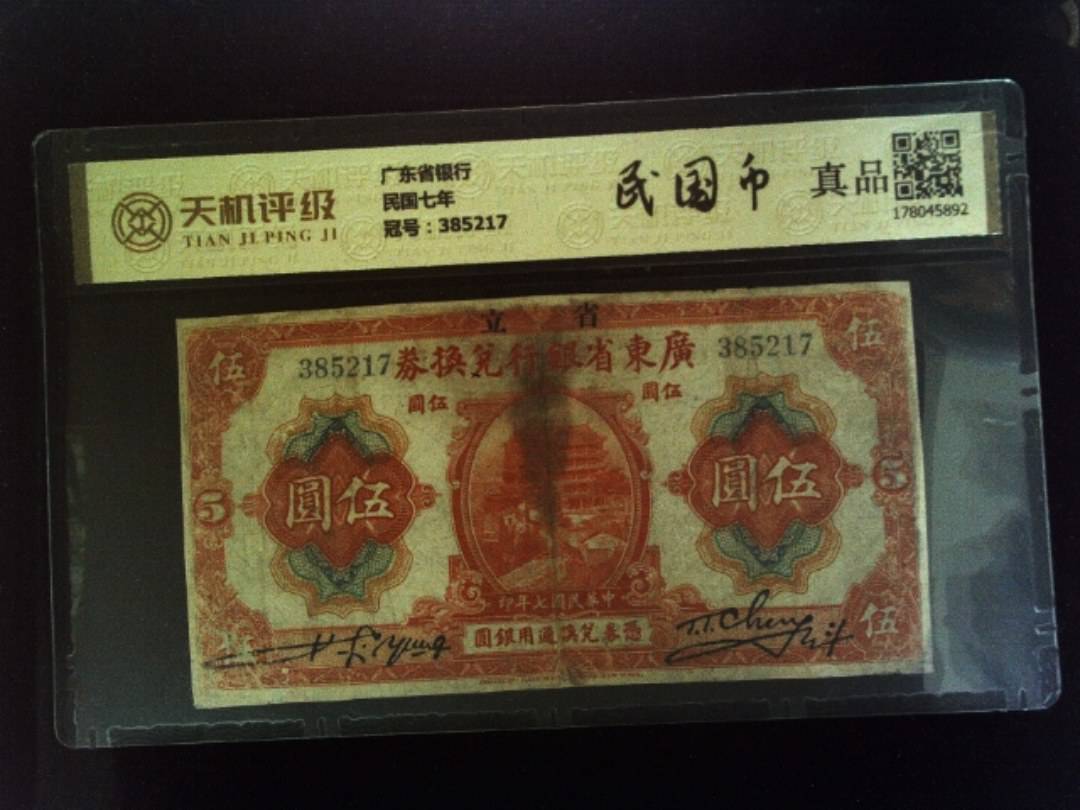 天机评级
TIAN JI PING JI
广东省银行
民国七年
冠号：385217
民国币 真品
178045892
省立
廣東省銀行兌換券
385217 385217
伍 伍
伍圓 伍圓
伍圓 伍圓
5 5
中華民國七年印
憑券兌換通用銀圓
伍
T.T. Chen